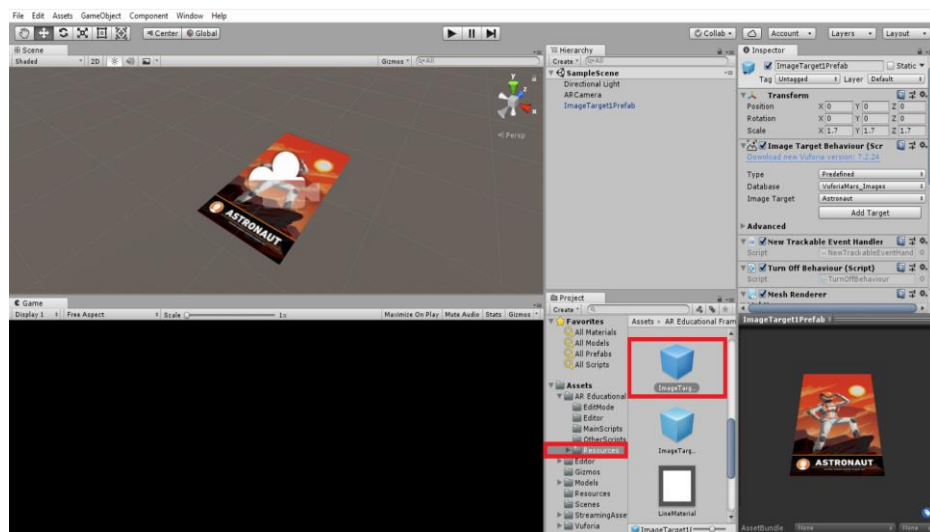 File Edit Assets GameObject Component Window Help
Center Global
Collab
Account
Layers
Layout
Scene
Shaded
2D
Gizmos
All
y
z
x
Persp
ASTRONAUT
Hierarchy
Create
All
SampleScene
Directional Light
ARCamera
ImageTarget1Prefab
Inspector
ImageTarget1Prefab
Static
Tag Untagged
Layer Default
Transform
Position X 0 Y 0 Z 0
Rotation X 0 Y 0 Z 0
Scale X 1.7 Y 1.7 Z 1.7
Image Target Behaviour (Scr
Download new Vuforia version: 7.2.24
Type Predefined
Database VuforiaMars_Images
Image Target Astronaut
Add Target
Advanced
New Trackable Event Handler
Script NewTrackableEventHand
Turn Off Behaviour (Script)
Script TurnOffBehaviour
Mesh Renderer
Game
Display 1 Free Aspect Scale 1x Maximize On Play Mute Audio Stats Gizmos
Project
Create
Favorites
All Materials
All Models
All Prefabs
All Scripts
Assets
AR Educational
EditMode
Editor
MainScripts
OtherScripts
Resources
Editor
Gizmos
Models
Resources
Scenes
StreamingAsse
Vuforia
Assets AR Educational Fram
ImageTarg...
ImageTarg...
LineMaterial
ImageTarget1Prefab
ASTRONAUT
AssetBundle None None